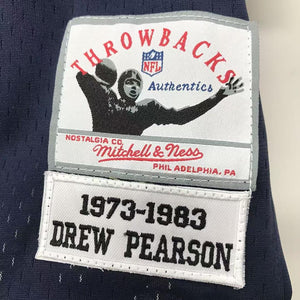 THROWBACKS
NFL
Authentics
NOSTALGIA CO.
Mitchell & Ness
PHILADELPHIA, PA
1973-1983
DREW PEARSON